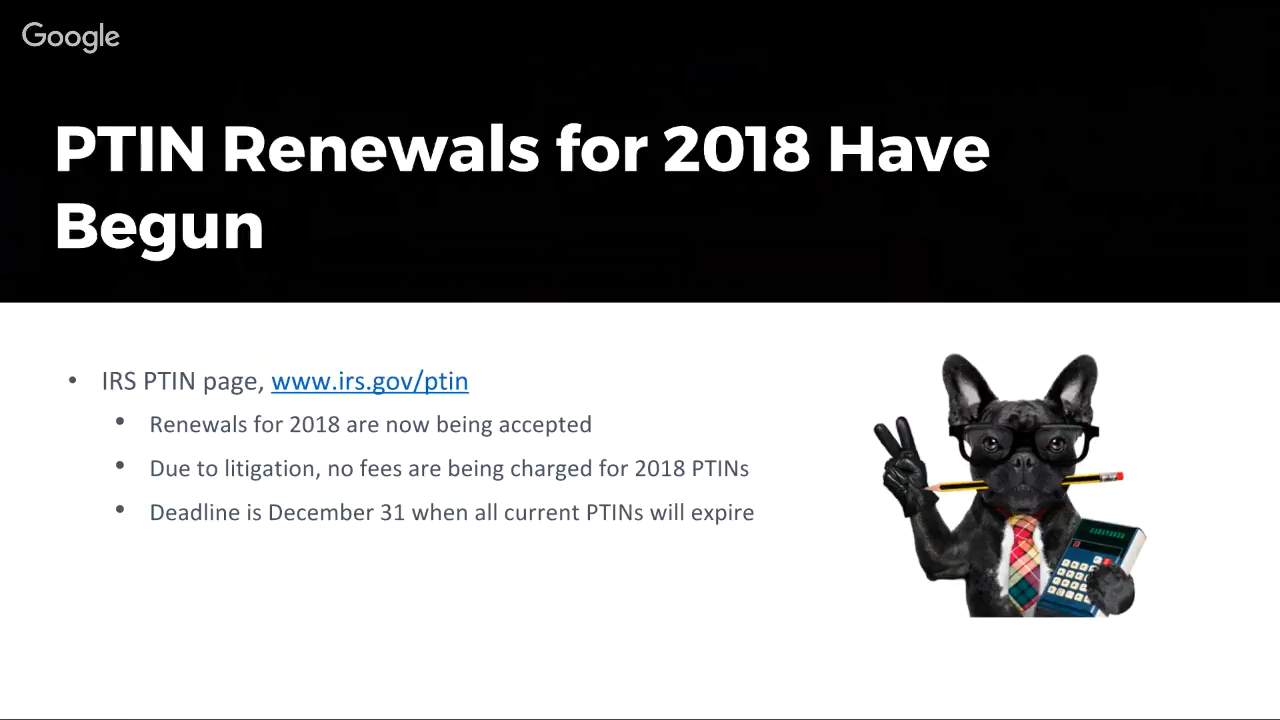 Google
PTIN Renewals for 2018 Have
Begun
• IRS PTIN page, www.irs.gov/ptin
• Renewals for 2018 are now being accepted
• Due to litigation, no fees are being charged for 2018 PTINs
• Deadline is December 31 when all current PTINs will expire